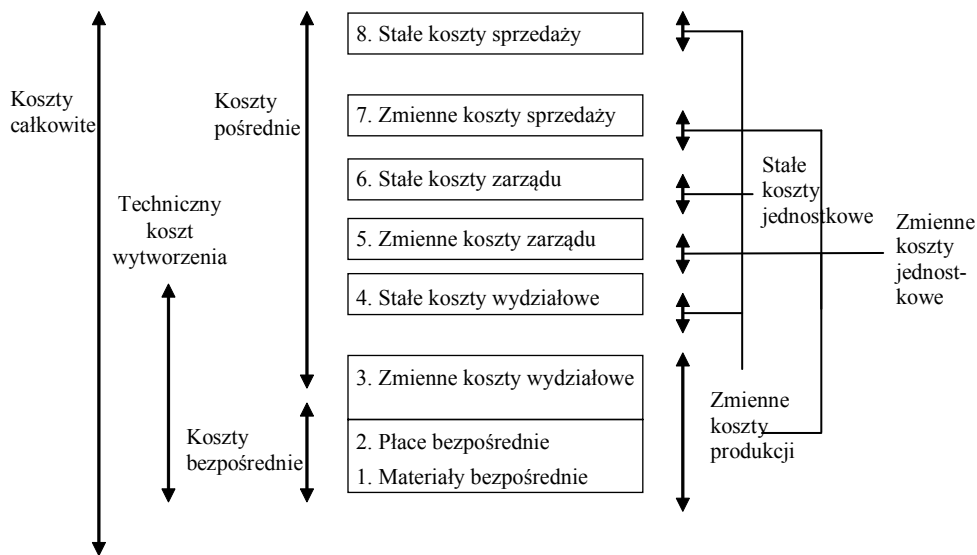 Koszty
całkowite
Techniczny
koszt
wytworzenia
Koszty
pośrednie
Koszty
bezpośrednie
8. Stałe koszty sprzedaży
7. Zmienne koszty sprzedaży
6. Stałe koszty zarządu
5. Zmienne koszty zarządu
4. Stałe koszty wydziałowe
3. Zmienne koszty wydziałowe
2. Płace bezpośrednie
1. Materiały bezpośrednie
Stałe
koszty
jednostkowe
Zmienne
koszty
jednost-
kowe
Zmienne
koszty
produkcji